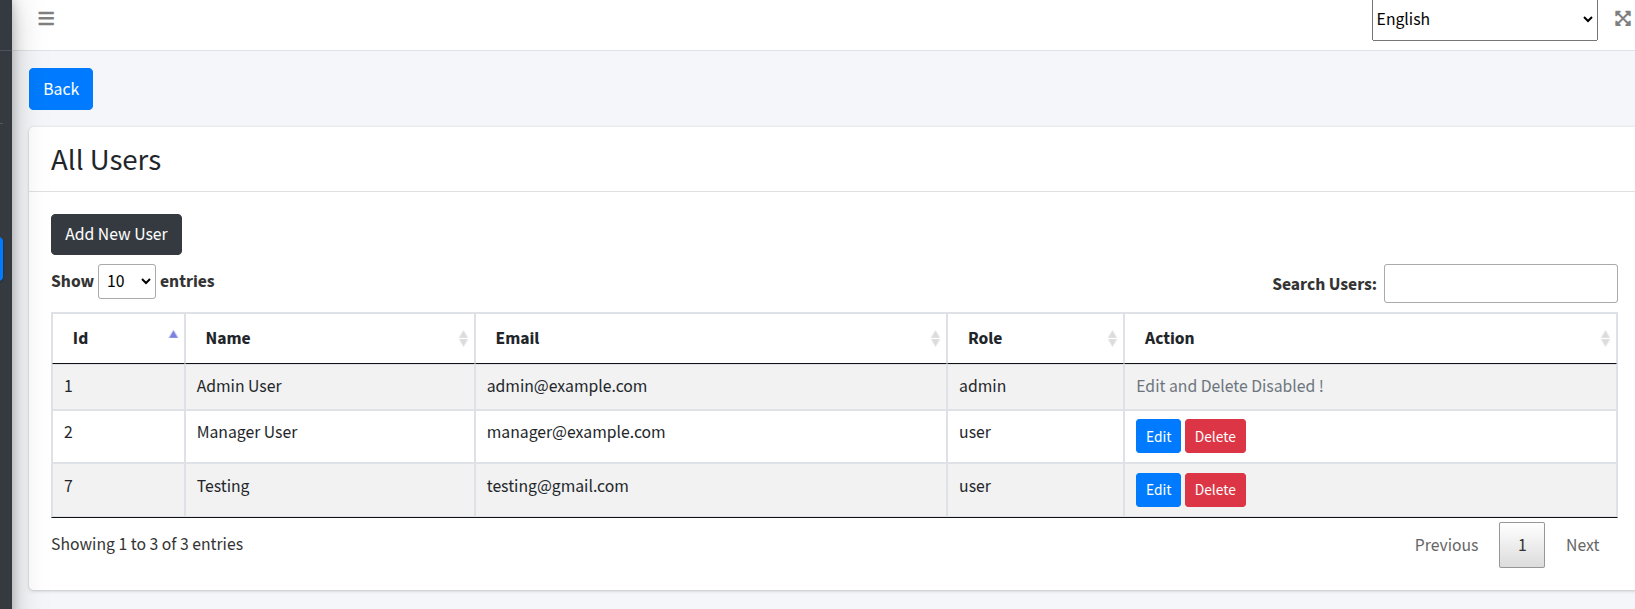 English
Back
All Users
Add New User
Show 10 entries
Search Users:
Id Name Email Role Action
1 Admin User admin@example.com admin Edit and Delete Disabled !
2 Manager User manager@example.com user Edit Delete
7 Testing testing@gmail.com user Edit Delete
Showing 1 to 3 of 3 entries
Previous 1 Next